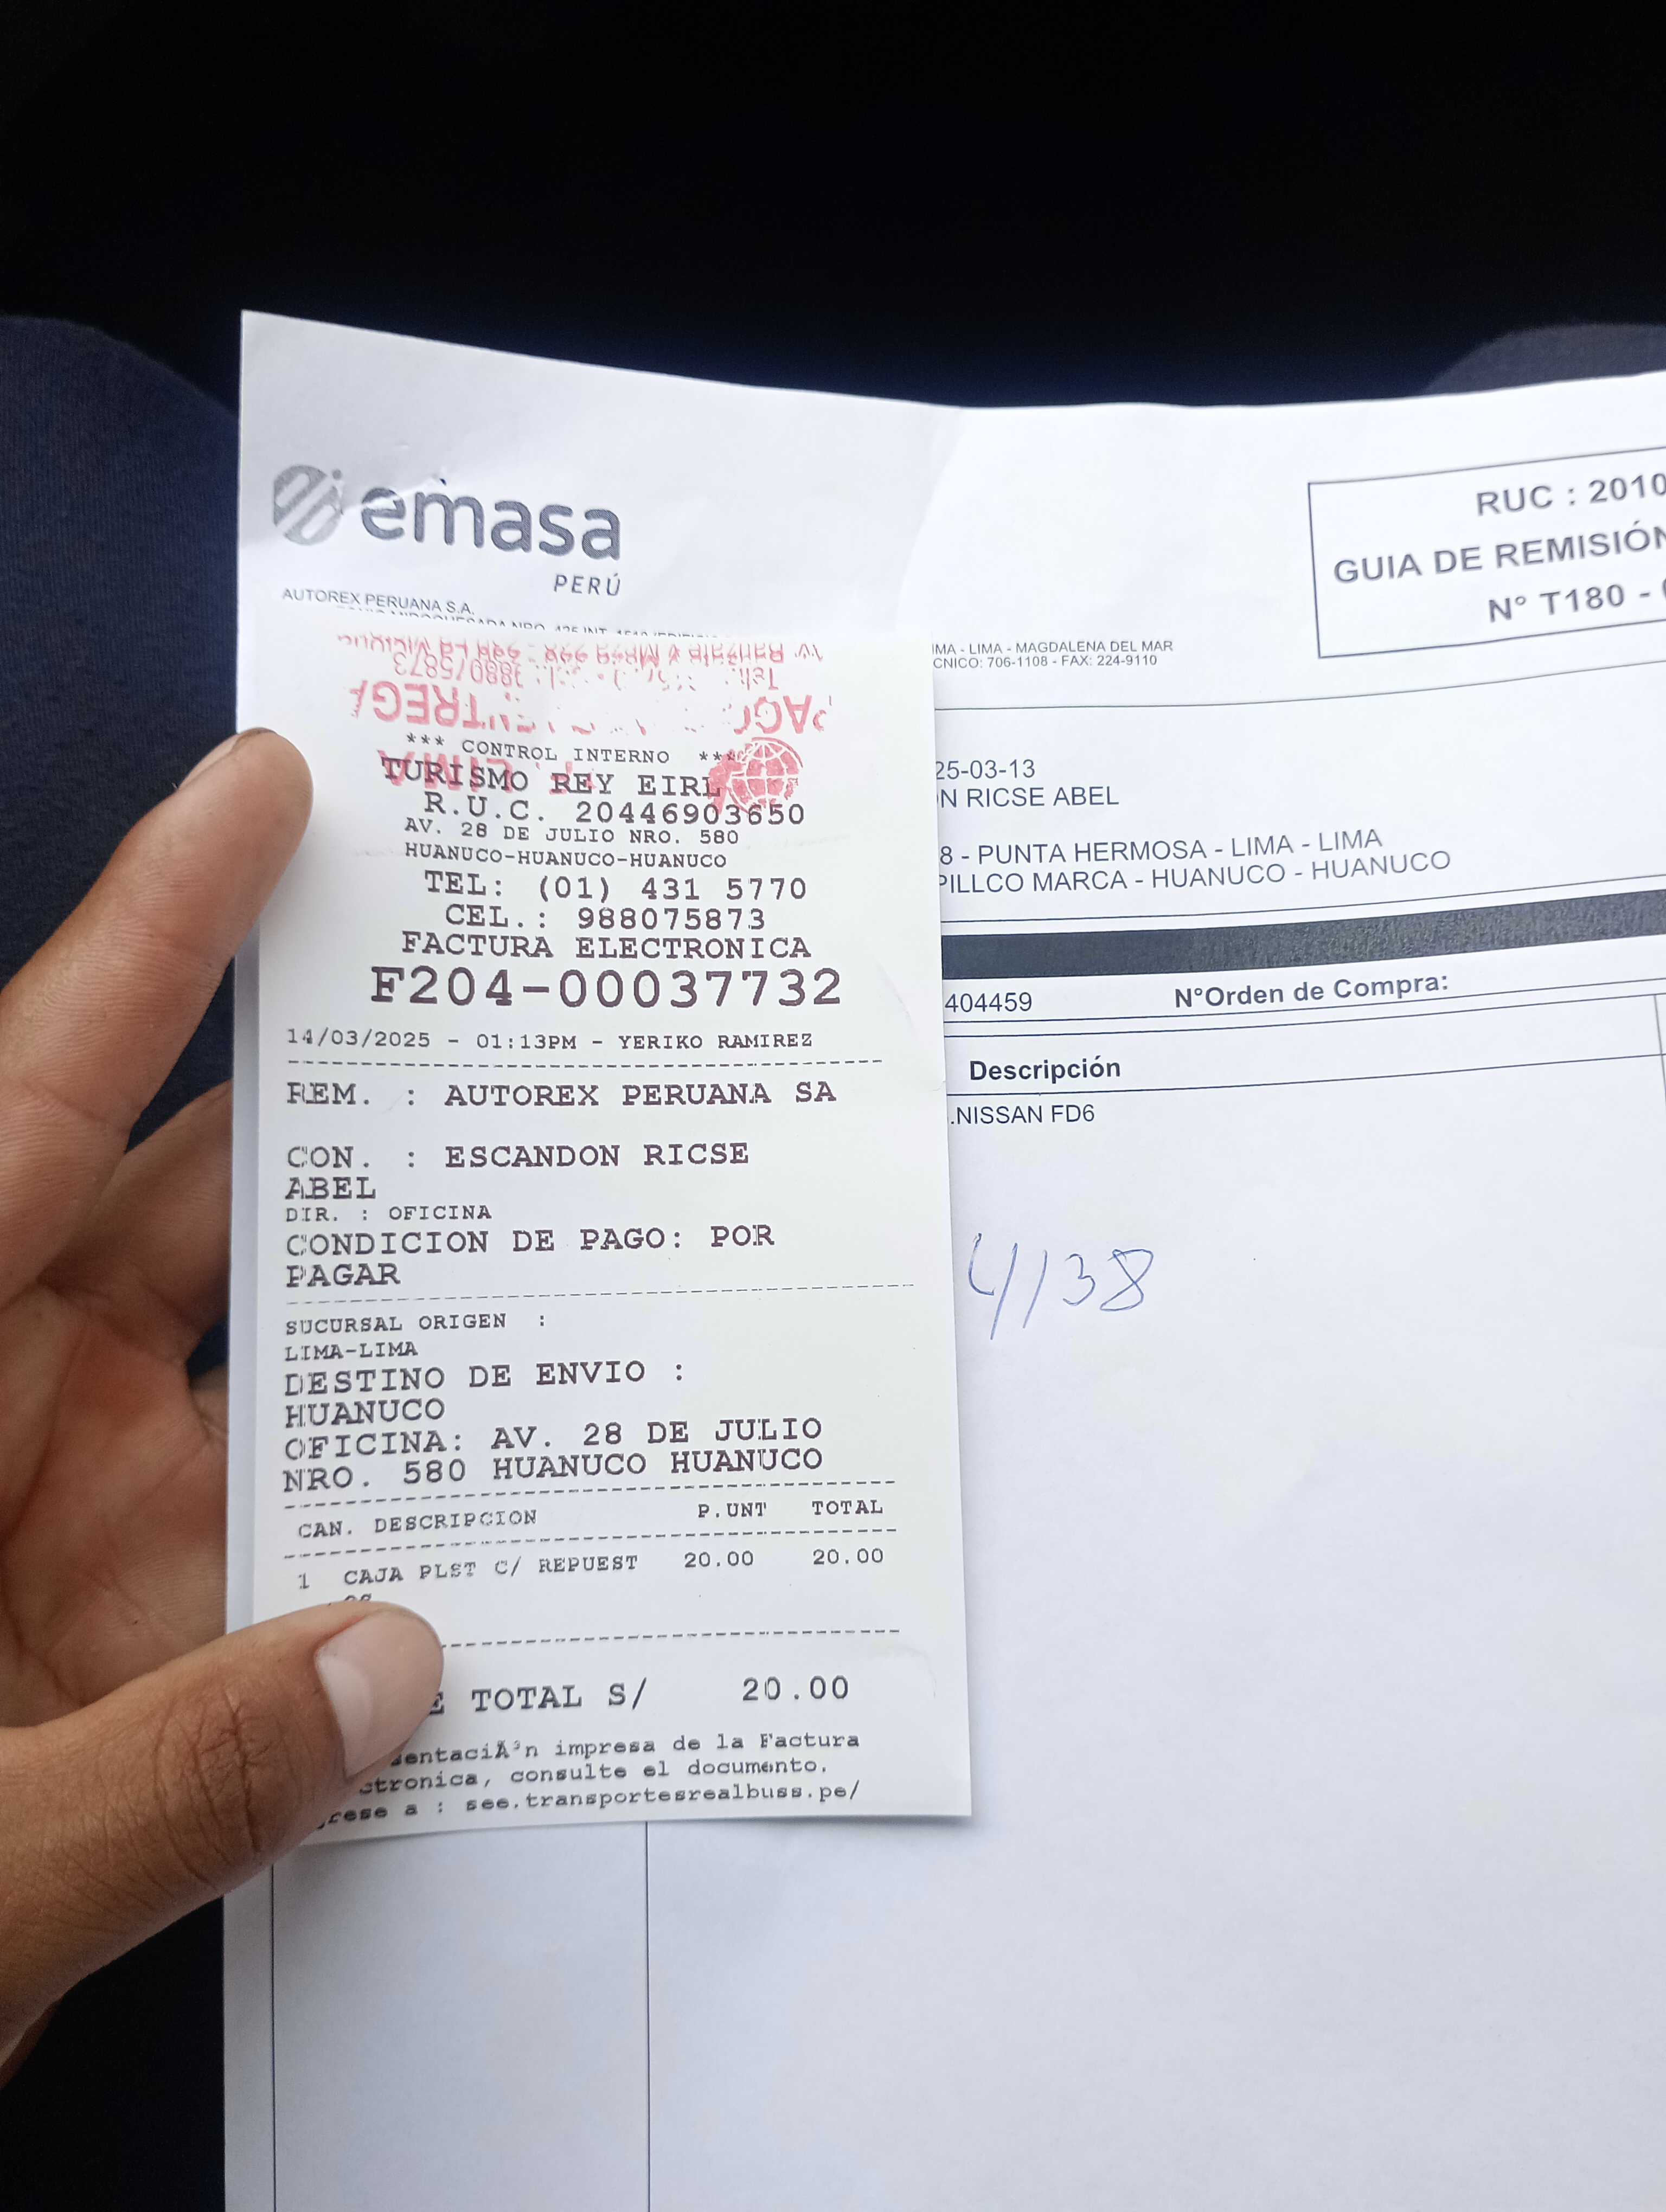 emasa
PERÚ
AUTOREX PERUANA S.A.
RUC : 2010
GUIA DE REMISIÓN
N° T180 -
IMA - LIMA - MAGDALENA DEL MAR
CNICO: 706-1108 - FAX: 224-9110
25-03-13
N RICSE ABEL
8 - PUNTA HERMOSA - LIMA - LIMA
PILLCO MARCA - HUANUCO - HUANUCO
404459 N°Orden de Compra:
Descripción
.NISSAN FD6
4138
*** CONTROL INTERNO ***
TURISMO REY EIRL
R.U.C. 20446903650
AV. 28 DE JULIO NRO. 580
HUANUCO-HUANUCO-HUANUCO
TEL: (01) 431 5770
CEL.: 988075873
FACTURA ELECTRONICA
F204-00037732
14/03/2025 - 01:13PM - YERIKO RAMIREZ
REM. : AUTOREX PERUANA SA
CON. : ESCANDON RICSE
ABEL
DIR. : OFICINA
CONDICION DE PAGO: POR
PAGAR
SUCURSAL ORIGEN :
LIMA-LIMA
DESTINO DE ENVIO :
HUANUCO
OFICINA: AV. 28 DE JULIO
NRO. 580 HUANUCO HUANUCO
CAN. DESCRIPCION P.UNT TOTAL
1 CAJA PLST C/ REPUEST 20.00 20.00
E TOTAL S/ 20.00
sentaciÃ³n impresa de la Factura
ctronica, consulte el documento.
rese a : see.transportesrealbuss.pe/